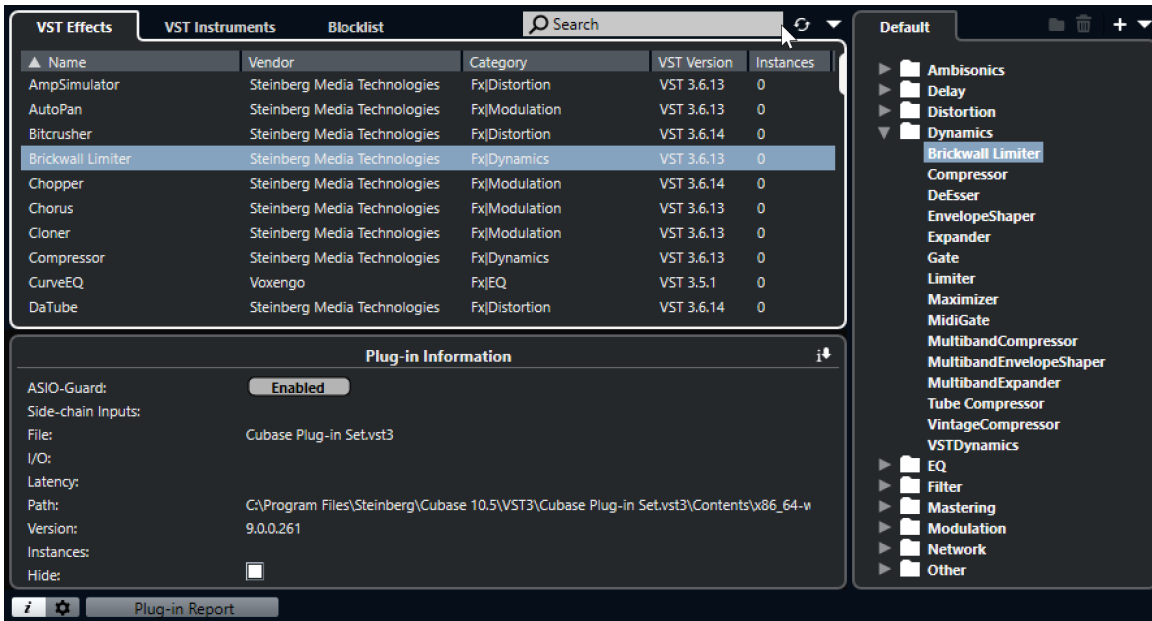 VST Effects VST Instruments Blocklist Search
Name Vendor Category VST Version Instances
AmpSimulator Steinberg Media Technologies Fx|Distortion VST 3.6.13 0
AutoPan Steinberg Media Technologies Fx|Modulation VST 3.6.13 0
Bitcrusher Steinberg Media Technologies Fx|Distortion VST 3.6.14 0
Brickwall Limiter Steinberg Media Technologies Fx|Dynamics VST 3.6.13 0
Chopper Steinberg Media Technologies Fx|Modulation VST 3.6.14 0
Chorus Steinberg Media Technologies Fx|Modulation VST 3.6.13 0
Cloner Steinberg Media Technologies Fx|Modulation VST 3.6.13 0
Compressor Steinberg Media Technologies Fx|Dynamics VST 3.6.13 0
CurveEQ Voxengo Fx|EQ VST 3.5.1 0
DaTube Steinberg Media Technologies Fx|Distortion VST 3.6.14 0
Plug-in Information
ASIO-Guard: Enabled
Side-chain Inputs:
File: Cubase Plug-in Set.vst3
I/O:
Latency:
Path: C:\Program Files\Steinberg\Cubase 10.5\VST3\Cubase Plug-in Set.vst3\Contents\x86_64-w
Version: 9.0.0.261
Instances:
Hide:
i Plug-in Report
Default
Ambisonics
Delay
Distortion
Dynamics
Brickwall Limiter
Compressor
DeEsser
EnvelopeShaper
Expander
Gate
Limiter
Maximizer
MidiGate
MultibandCompressor
MultibandEnvelopeShaper
MultibandExpander
Tube Compressor
VintageCompressor
VSTDynamics
EQ
Filter
Mastering
Modulation
Network
Other